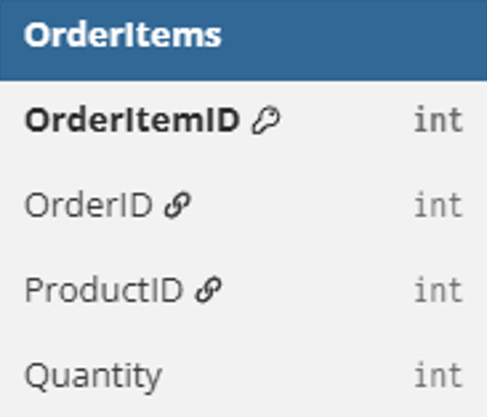 OrderItems
OrderItemID int
OrderID int
ProductID int
Quantity int